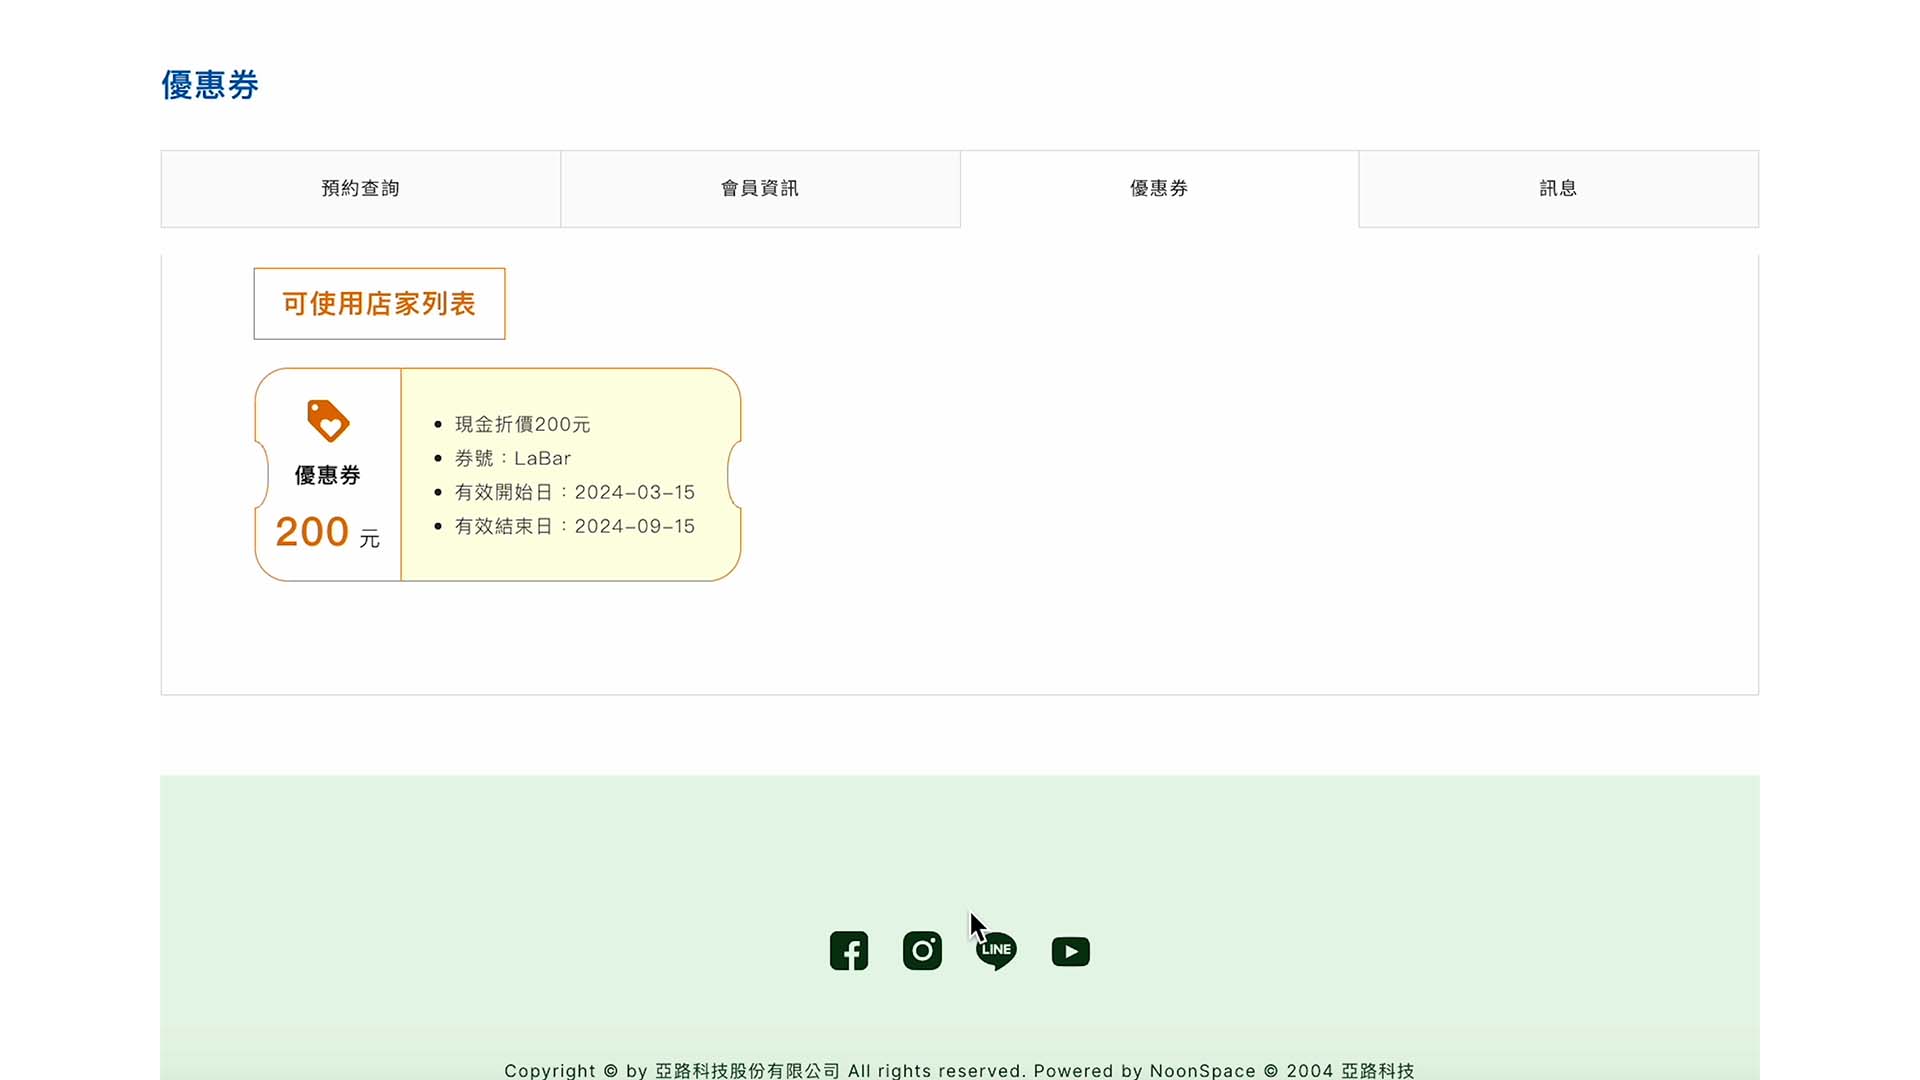 優惠券
預約查詢
會員資訊
優惠券
訊息
可使用店家列表
優惠券
200 元
現金折價200元
券號：LaBar
有效開始日：2024-03-15
有效結束日：2024-09-15
LINE
Copyright © by 亞路科技股份有限公司 All rights reserved. Powered by NoonSpace © 2004 亞路科技